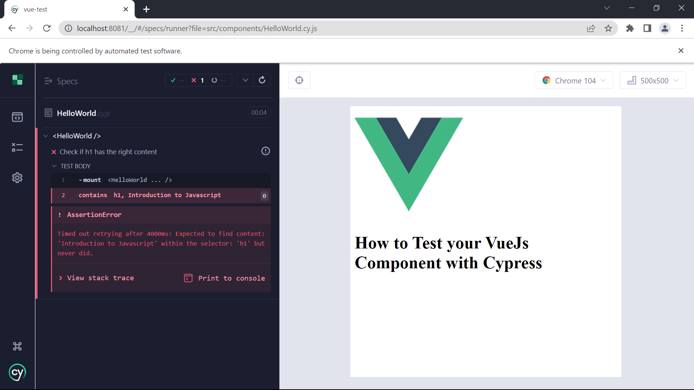 vue-test
localhost:8081/__/#/specs/runner?file=src/components/HelloWorld.cy.js
Chrome is being controlled by automated test software.
Specs
1
Chrome 104
500x500
HelloWorld
00:04
<HelloWorld />
Check if h1 has the right content
TEST BODY
1 -mount <HelloWorld ... />
2 contains h1, Introduction to Javascript 0
! AssertionError
Timed out retrying after 4000ms: Expected to find content:
'Introduction to Javascript' within the selector: 'h1' but
never did.
> View stack trace
Print to console
How to Test your VueJs
Component with Cypress
cy